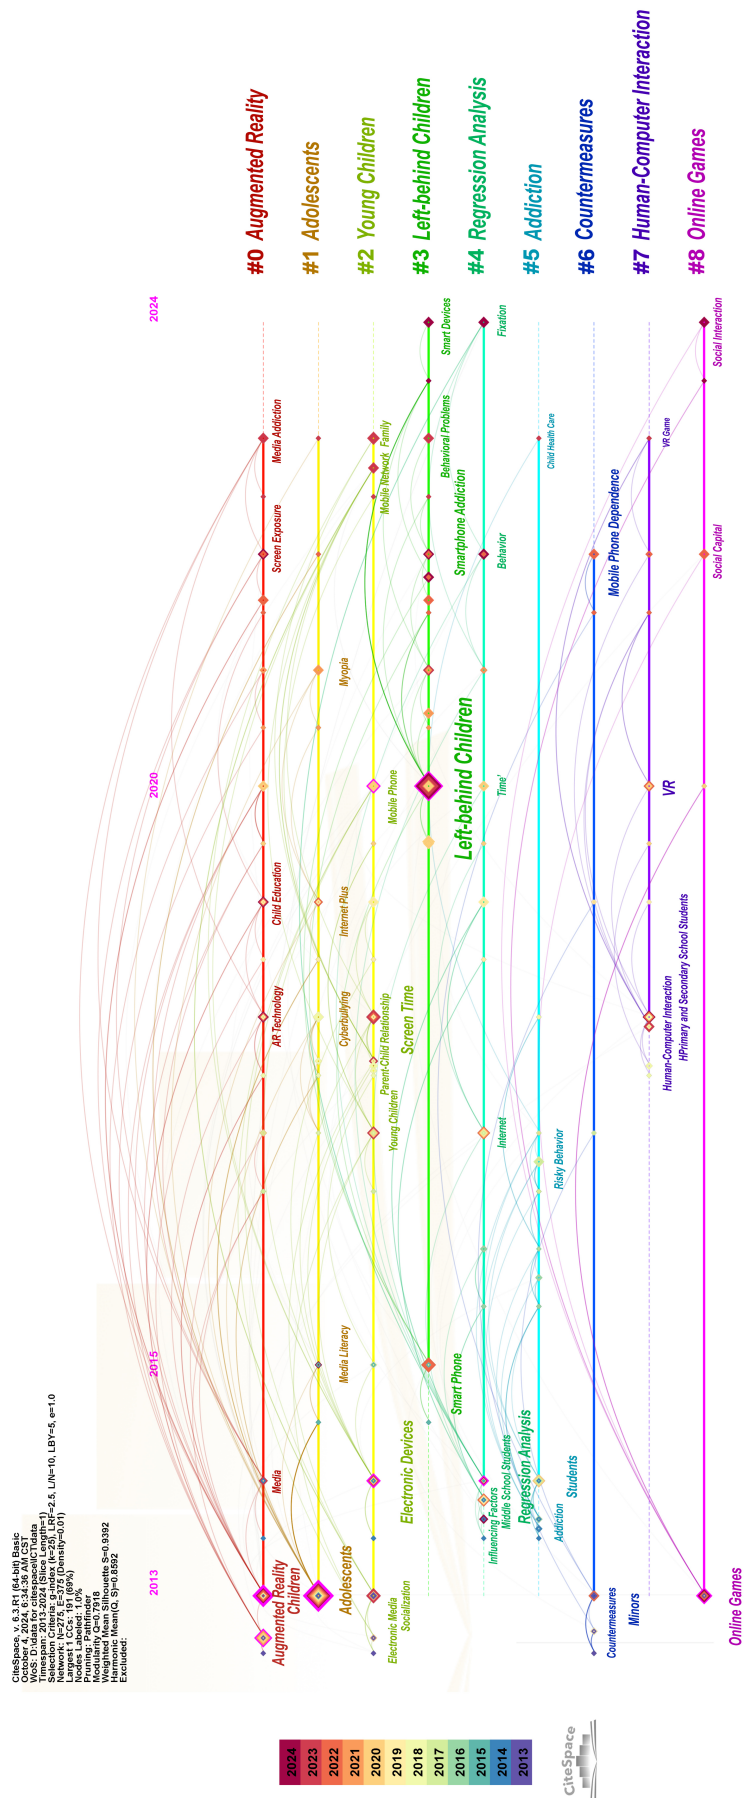 CiteSpace, v. 6.3.R1 (64-bit) Basic
October 4, 2024, 6:34:36 AM CST
WoS: D:\data for citespace\ICT\data
Timespan: 2013-2024 (Slice Length=1)
Selection Criteria: g-index (k=25), LRF=2.5, L/N=10, LBY=5, e=1.0
Network: N=275, E=375 (Density=0.01)
Largest 1 CCs: 191 (69%)
Nodes Labeled: 1.0%
Pruning: Pathfinder
Modularity Q=0.7918
Weighted Mean Silhouette S=0.9392
Harmonic Mean(Q, S)=0.8592
Excluded:
2013
2015
2020
2024
#0 Augmented Reality
#1 Adolescents
#2 Young Children
#3 Left-behind Children
#4 Regression Analysis
#5 Addiction
#6 Countermeasures
#7 Human-Computer Interaction
#8 Online Games
Augmented Reality
Children
Media
AR Technology
Child Education
Screen Exposure
Media Addiction
Adolescents
Media Literacy
Cyberbullying
Internet Plus
Myopia
Electronic Media
Socialization
Electronic Devices
Young Children
Parent-Child Relationship
Screen Time
Mobile Phone
Mobile Network
Family
Smart Phone
Left-behind Children
Smartphone Addiction
Behavioral Problems
Smart Devices
Influencing Factors
Middle School Students
Regression Analysis
Internet
Time'
Behavior
Fixation
Addiction
Students
Risky Behavior
Child Health Care
Countermeasures
Minors
Mobile Phone Dependence
Human-Computer Interaction
HPrimary and Secondary School Students
VR
VR Game
Online Games
Social Capital
Social Interaction
2013
2014
2015
2016
2017
2018
2019
2020
2021
2022
2023
2024
CiteSpace